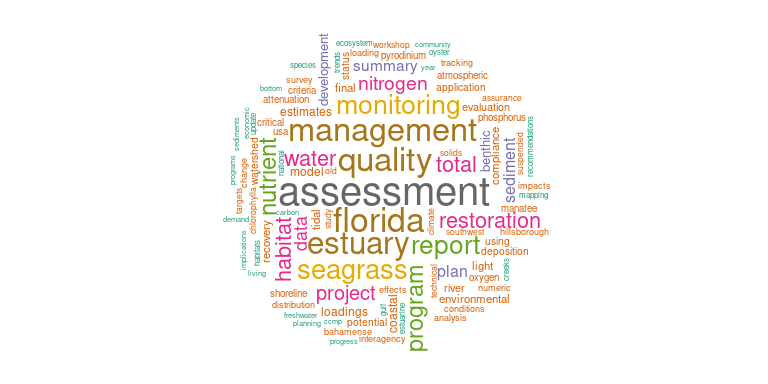 ecosystem
workshop
community
development
status
trends
loading
pyrodinium
oyster
species
summary
year
tracking
survey
final
nitrogen
atmospheric
bottom
criteria
application
attenuation
estimates
monitoring
assurance
evaluation
economic
update
critical
usa
management
phosphorus
sediments
watershed
nutrient
national
water
quality
solids
total
benthic
compliance
suspended
recommendations
programs
change
model
old
sediment
impacts
mapping
targets
chlorophyll
assessment
manatee
demand
carbon
tidal
study
florida
climate
restoration
habitat
data
southwest
hillsborough
implications
habitats
recovery
estuary
report
using
deposition
living
seagrass
technical
plan
light
oxygen
creeks
shoreline
project
effects
program
river
numeric
distribution
environmental
freshwater
loadings
gulf
coastal
estuarine
conditions
planning
ccmp
potential
analysis
bahamense
progress
interagency